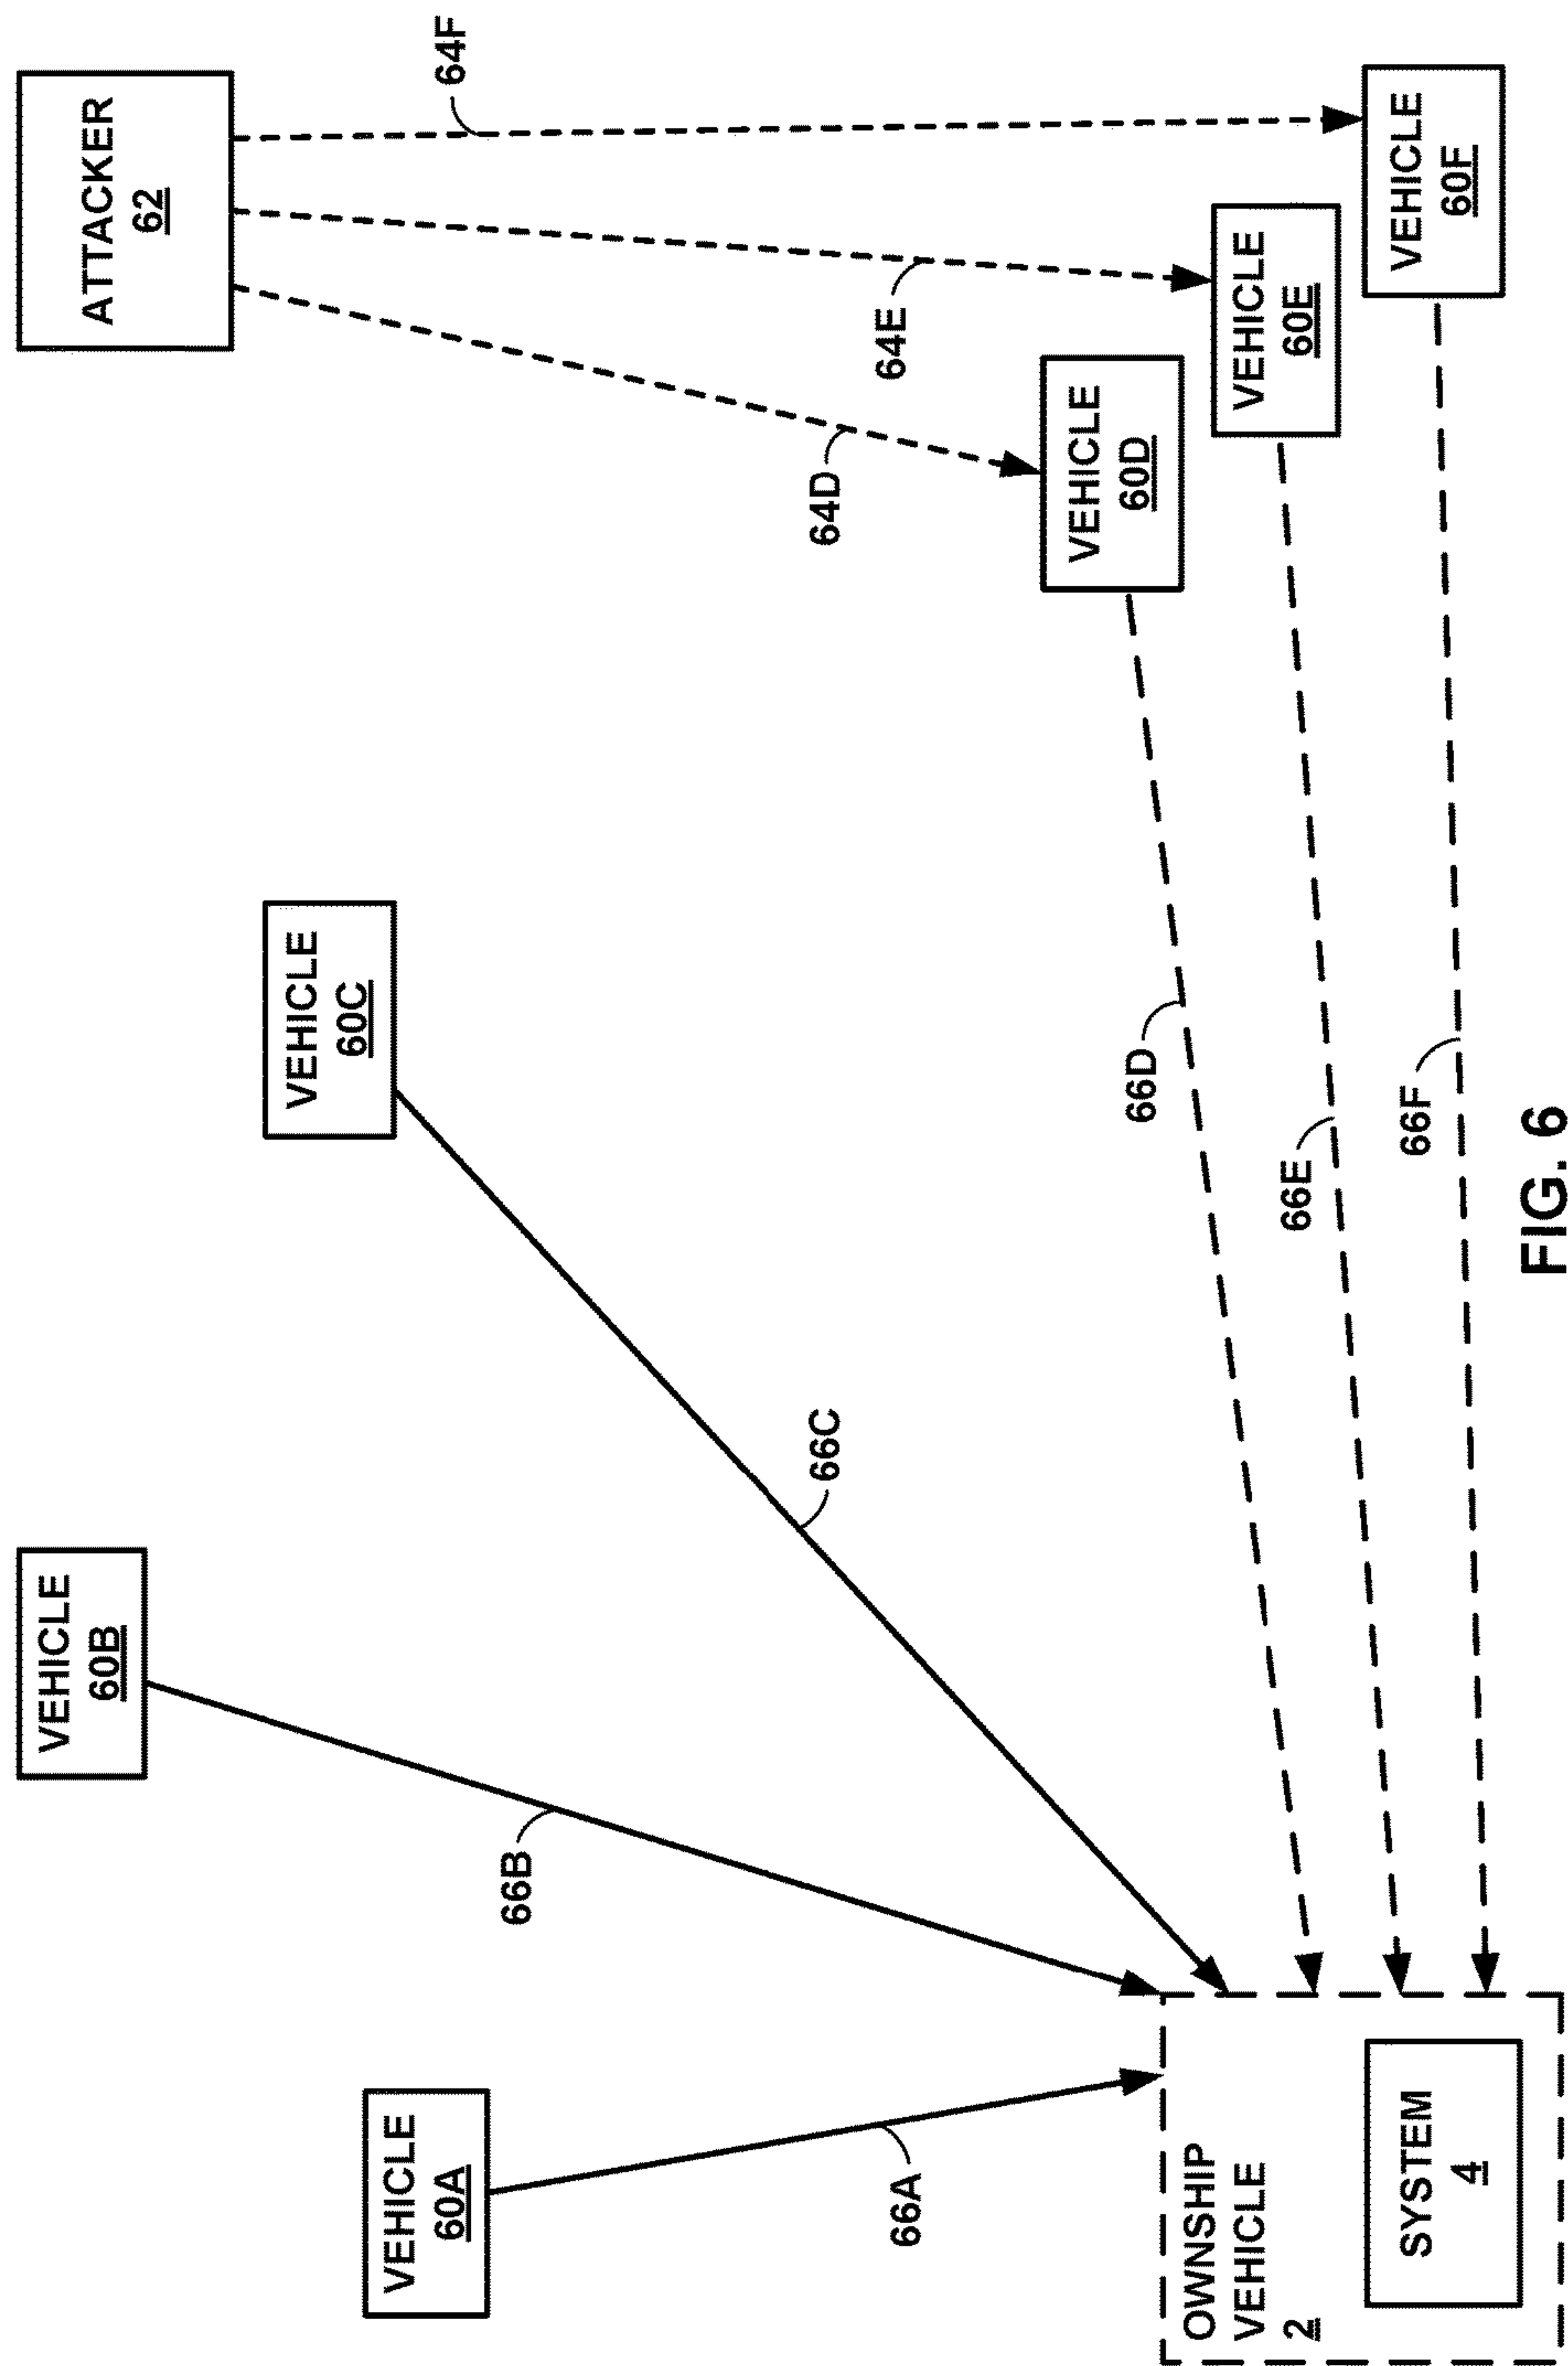 VEHICLE
60B
ATTACKER
62
VEHICLE
60C
VEHICLE
60A
64F
66B
64E
64D
66C
66A
VEHICLE
60D
VEHICLE
60E
VEHICLE
60F
66D
66E
66F
OWNSHIP
VEHICLE
2
SYSTEM
4
FIG. 6